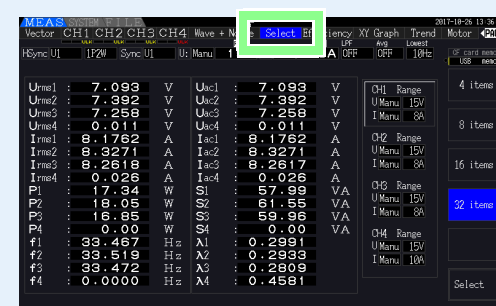 MEAS SYSTEM FILE 2017-10-26 13:36
Vector CH1 CH2 CH3 CH4 Wave + Select XY Graph Trend Motor
LPF Avg Lowest
HSync U1 1P2W Sync U1 U: Manu OFF OFF 10Hz CF card
USB
Urms1 : 7.093 V Uac1 : 7.093 V
Urms2 : 7.392 V Uac2 : 7.392 V
Urms3 : 7.258 V Uac3 : 7.258 V
Urms4 : 0.011 V Uac4 : 0.011 V
Irms1 : 8.1762 A Iac1 : 8.1762 A
Irms2 : 8.3271 A Iac2 : 8.3271 A
Irms3 : 8.2618 A Iac3 : 8.2617 A
Irms4 : 0.026 A Iac4 : 0.026 A
P1 : 17.34 W S1 : 57.99 VA
P2 : 18.05 W S2 : 61.55 VA
P3 : 16.85 W S3 : 59.96 VA
P4 : 0.00 W S4 : 0.00 VA
f1 : 33.467 Hz λ1 : 0.2991
f2 : 33.519 Hz λ2 : 0.2933
f3 : 33.472 Hz λ3 : 0.2809
f4 : 0.0000 Hz λ4 : 0.4581
CH1 Range
U Manu 15V
I Manu 8A
CH2 Range
U Manu 15V
I Manu 8A
CH3 Range
U Manu 15V
I Manu 8A
CH4 Range
U Manu 15V
I Manu 10A
4 items
8 items
16 items
32 items
Select